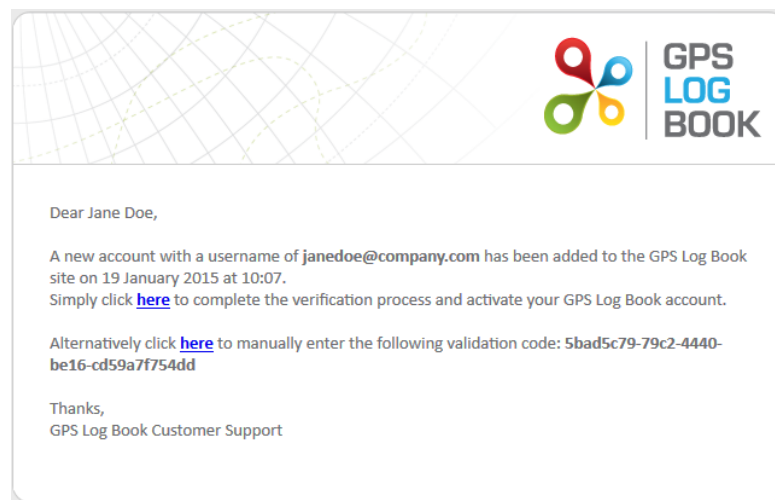 GPS
LOG
BOOK
Dear Jane Doe,
A new account with a username of janedoe@company.com has been added to the GPS Log Book
site on 19 January 2015 at 10:07.
Simply click here to complete the verification process and activate your GPS Log Book account.
Alternatively click here to manually enter the following validation code: 5bad5c79-79c2-4440-
be16-cd59a7f754dd
Thanks,
GPS Log Book Customer Support